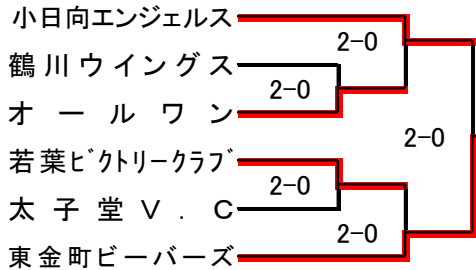 小日向エンジェルス
2-0
鶴川ウイングス
2-0
オールワン
2-0
若葉ビクトリークラブ
2-0
太子堂V.C
2-0
東金町ビーバーズ